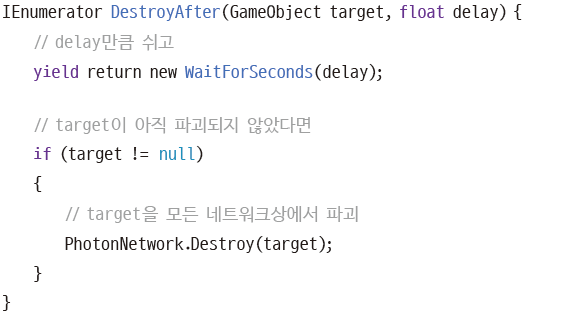 IEnumerator DestroyAfter(GameObject target, float delay) {
// delay만큼 쉬고
yield return new WaitForSeconds(delay);
// target이 아직 파괴되지 않았다면
if (target != null)
{
// target을 모든 네트워크상에서 파괴
PhotonNetwork.Destroy(target);
}
}